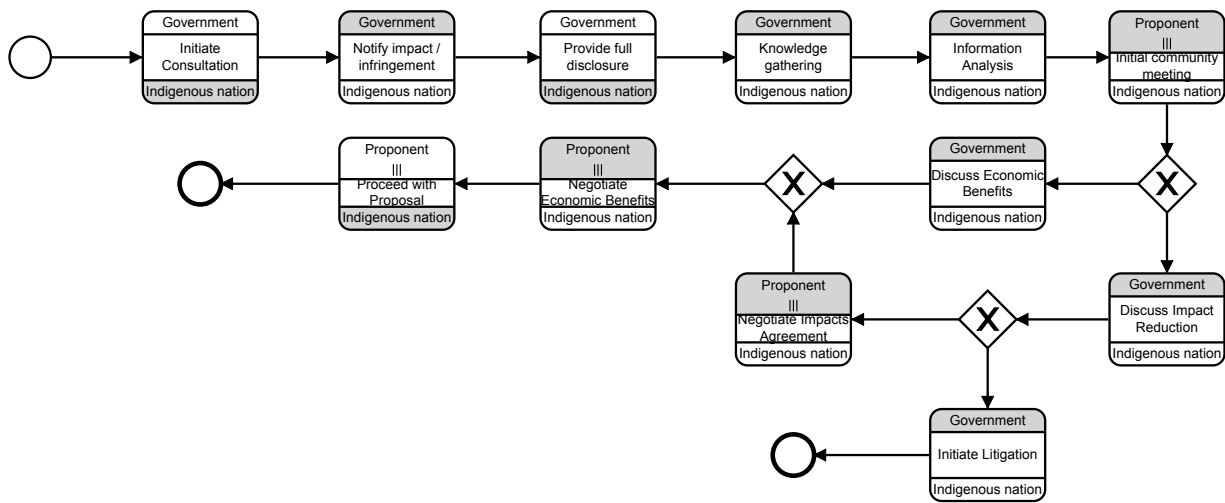 Government
Initiate
Consultation
Indigenous nation
Government
Notify impact /
infringement
Indigenous nation
Government
Provide full
disclosure
Indigenous nation
Government
Knowledge
gathering
Indigenous nation
Government
Information
Analysis
Indigenous nation
Proponent
|||
Initial community
meeting
Indigenous nation
Proponent
|||
Proceed with
Proposal
Indigenous nation
Proponent
|||
Negotiate
Economic Benefits
Indigenous nation
X
Government
Discuss Economic
Benefits
Indigenous nation
X
Proponent
|||
Negotiate Impacts
Agreement
Indigenous nation
X
Government
Discuss Impact
Reduction
Indigenous nation
Government
Initiate Litigation
Indigenous nation